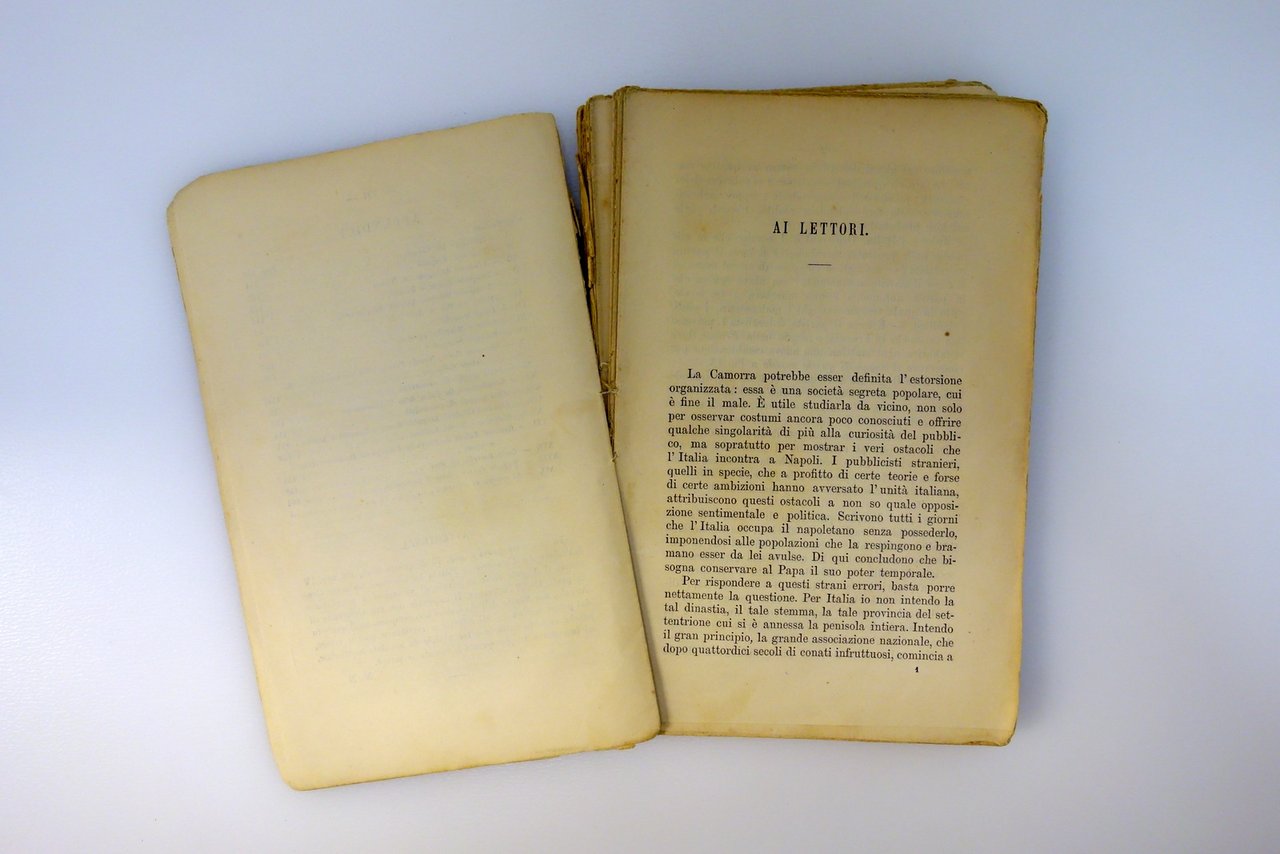 AI LETTORI.
La Camorra potrebbe esser definita l'estorsione
organizzata: essa è una società segreta popolare, cui
è fine il male. È utile studiarla da vicino, non solo
per osservar costumi ancora poco conosciuti e offrire
qualche singolarità di più alla curiosità del pubbli-
co, ma sopratutto per mostrar i veri ostacoli che
l'Italia incontra a Napoli. I pubblicisti stranieri,
quelli in specie, che a profitto di certe teorie e forse
di certe ambizioni hanno avversato l'unità italiana,
attribuiscono questi ostacoli a non so quale opposi-
zione sentimentale e politica. Scrivono tutti i giorni
che l'Italia occupa il napoletano senza possederlo,
imponendosi alle popolazioni che la respingono e bra-
mano esser da lei avulse. Di qui concludono che bi-
sogna conservare al Papa il suo poter temporale.
Per rispondere a questi strani errori, basta porre
nettamente la questione. Per Italia io non intendo la
tal dinastia, il tale stemma, la tale provincia del set-
tentrione cui si è annessa la penisola intiera. Intendo
il gran principio, la grande associazione nazionale, che
dopo quattordici secoli di conati infruttuosi, comincia a
1